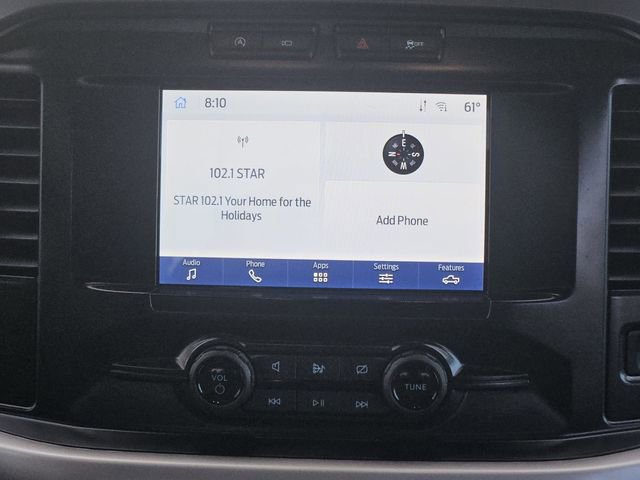 OFF
8:10
61°
102.1 STAR
STAR 102.1 Your Home for the
Holidays
E
N S
W
Add Phone
Audio Phone Apps Settings Features
VOL
TUNE